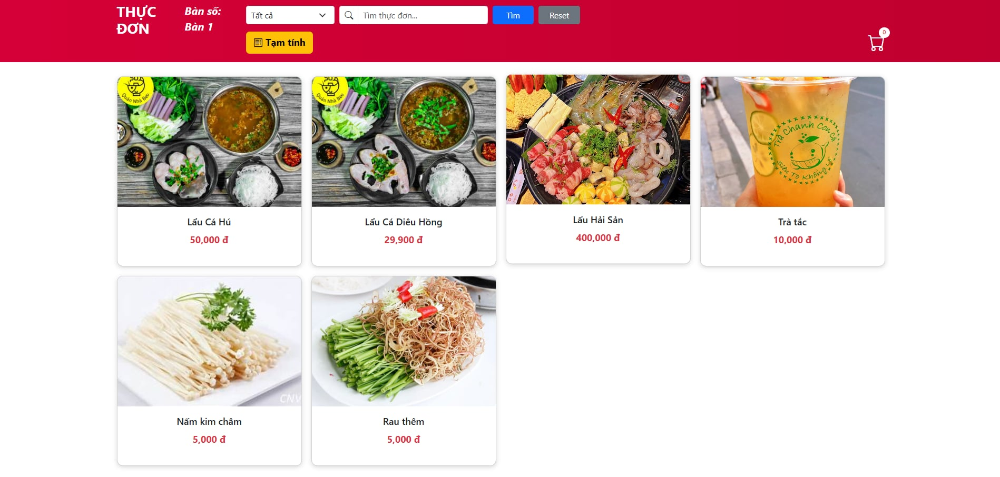 THỰC
ĐƠN
Bàn số:
Bàn 1
Tất cả
Tìm thực đơn...
Tìm
Reset
Tạm tính
0
Quán Nhà Béo
Quán Nhà Béo
Trà Chanh Con Cá
Siêu To Khổng
Lẩu Cá Hú
50,000 đ
Lẩu Cá Diêu Hồng
29,900 đ
Lẩu Hải Sản
400,000 đ
Trà tắc
10,000 đ
CNV
Nấm kim châm
5,000 đ
Rau thêm
5,000 đ